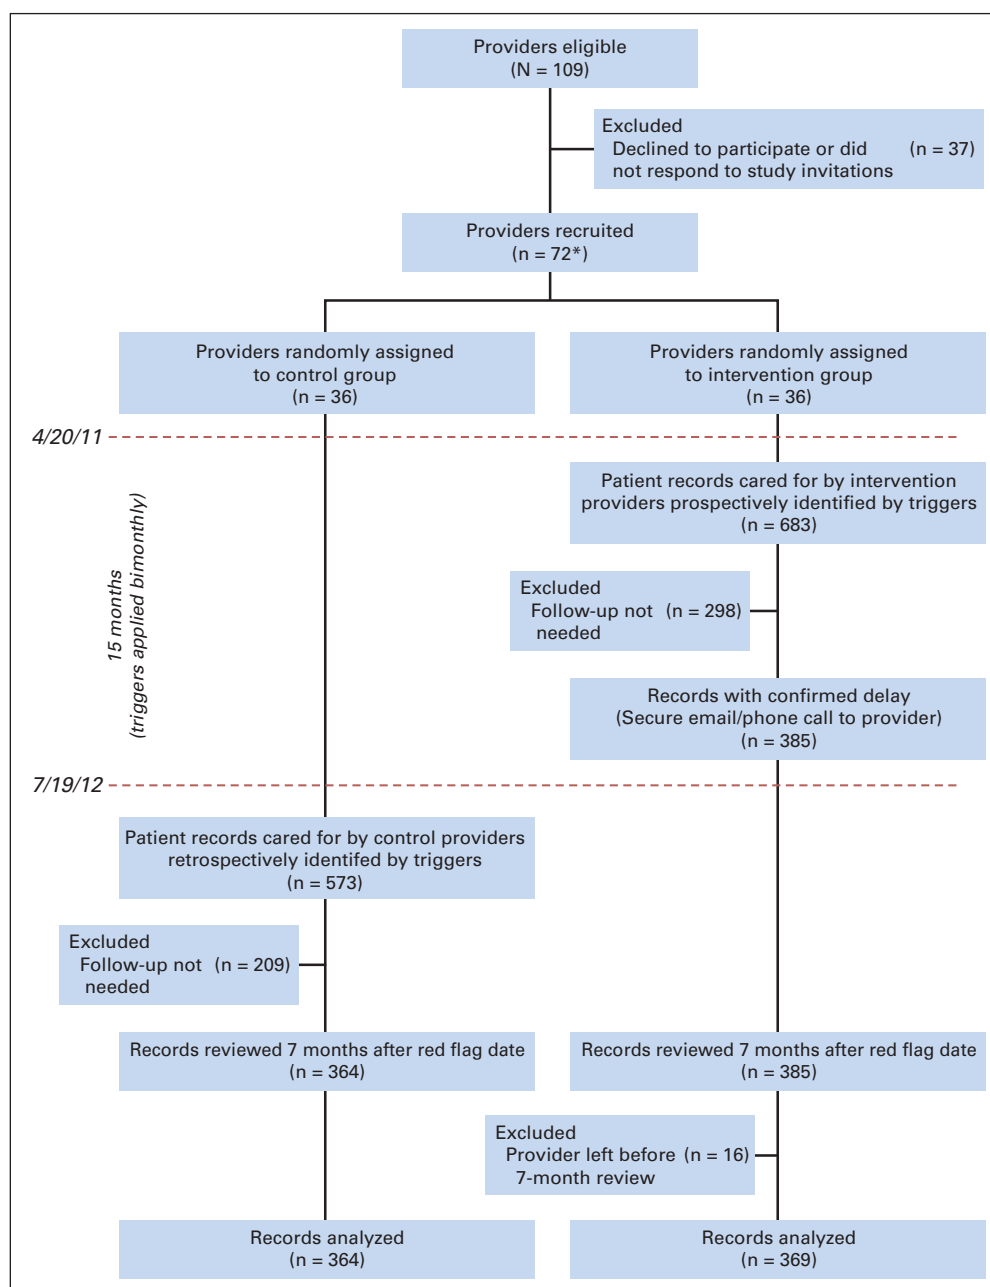 Providers eligible
(N = 109)
Excluded
Declined to participate or did (n = 37)
not respond to study invitations
Providers recruited
(n = 72*)
Providers randomly assigned
to control group
(n = 36)
Providers randomly assigned
to intervention group
(n = 36)
4/20/11
Patient records cared for by intervention
providers prospectively identified by triggers
(n = 683)
15 months
(triggers applied bimonthly)
Excluded
Follow-up not (n = 298)
needed
Records with confirmed delay
(Secure email/phone call to provider)
(n = 385)
7/19/12
Patient records cared for by control providers
retrospectively identifed by triggers
(n = 573)
Excluded
Follow-up not (n = 209)
needed
Records reviewed 7 months after red flag date
(n = 364)
Records reviewed 7 months after red flag date
(n = 385)
Excluded
Provider left before (n = 16)
7-month review
Records analyzed
(n = 364)
Records analyzed
(n = 369)